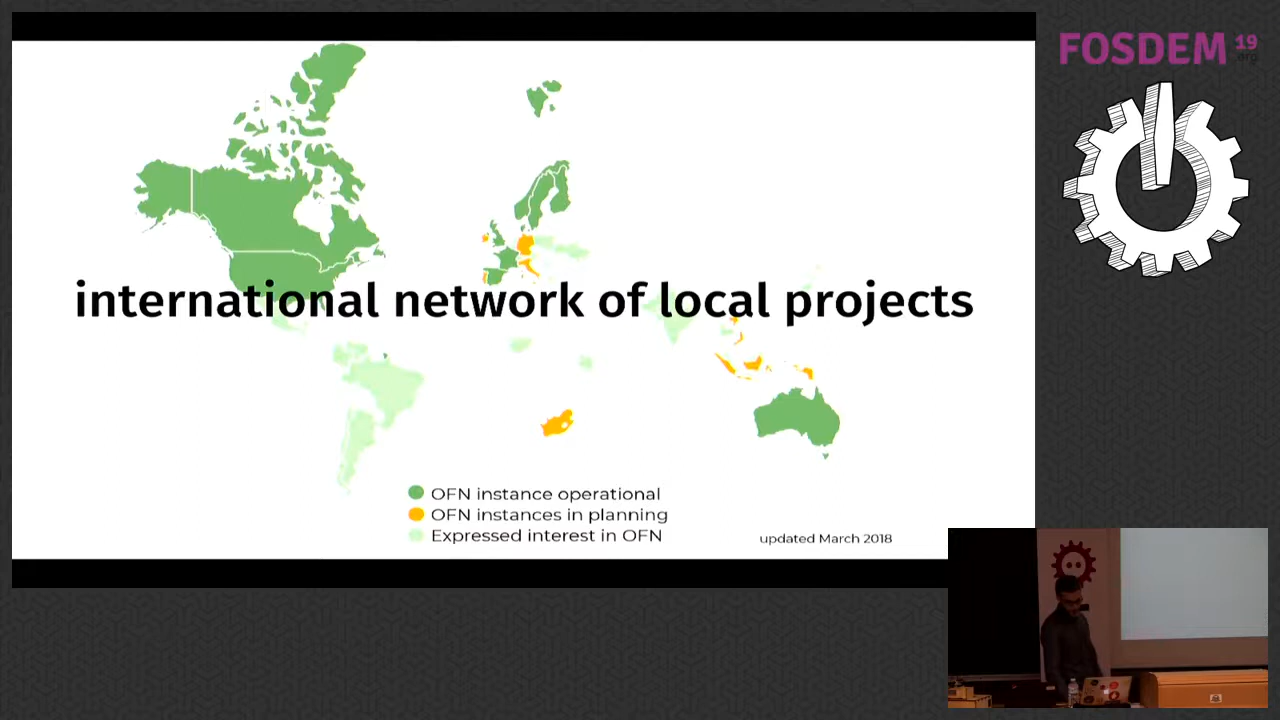 FOSDEM 19
.org
international network of local projects
OFN instance operational
OFN instances in planning
Expressed interest in OFN
updated March 2018